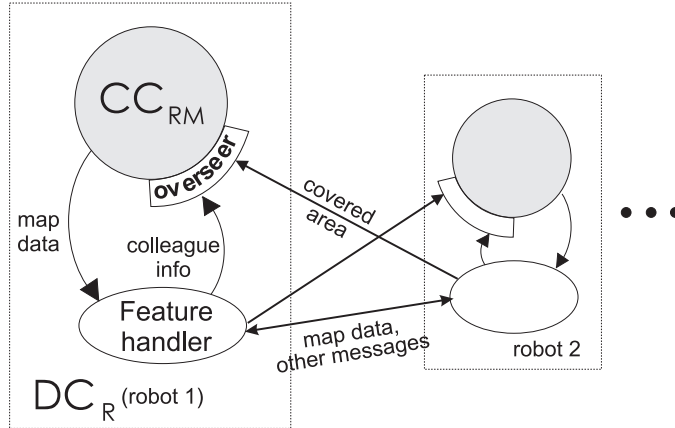 CC RM
overseer
map
data
colleague
info
covered
area
Feature
handler
map data,
other messages
robot 2
DC R (robot 1)